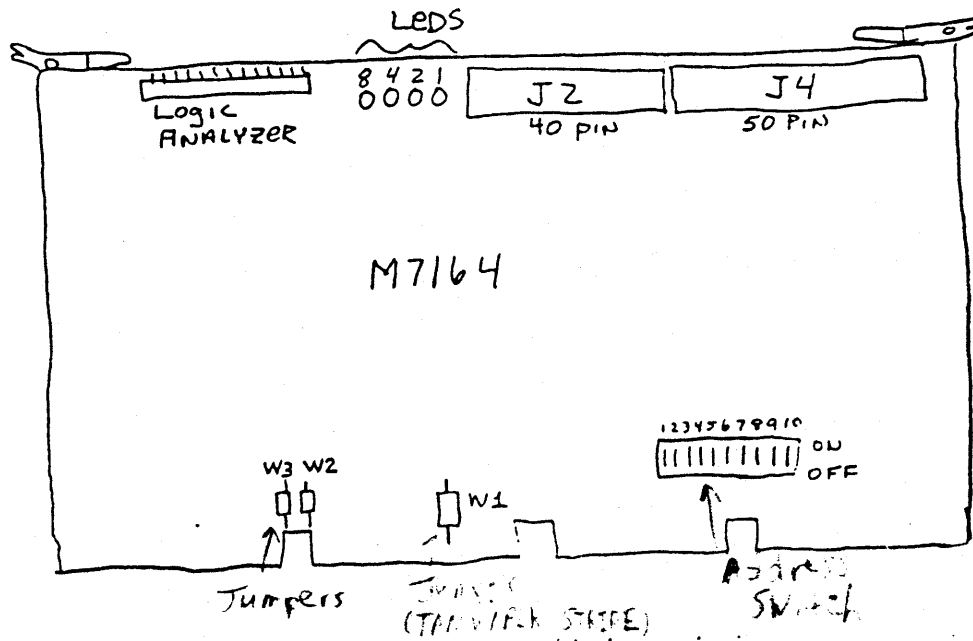 LEDS
8 4 2 1
J2
J4
Logic
ANALYZER
40 PIN
50 PIN
M7164
1 2 3 4 5 6 7 8 9 10
ON
OFF
W3 W2
W1
Jumpers
Address
Switch